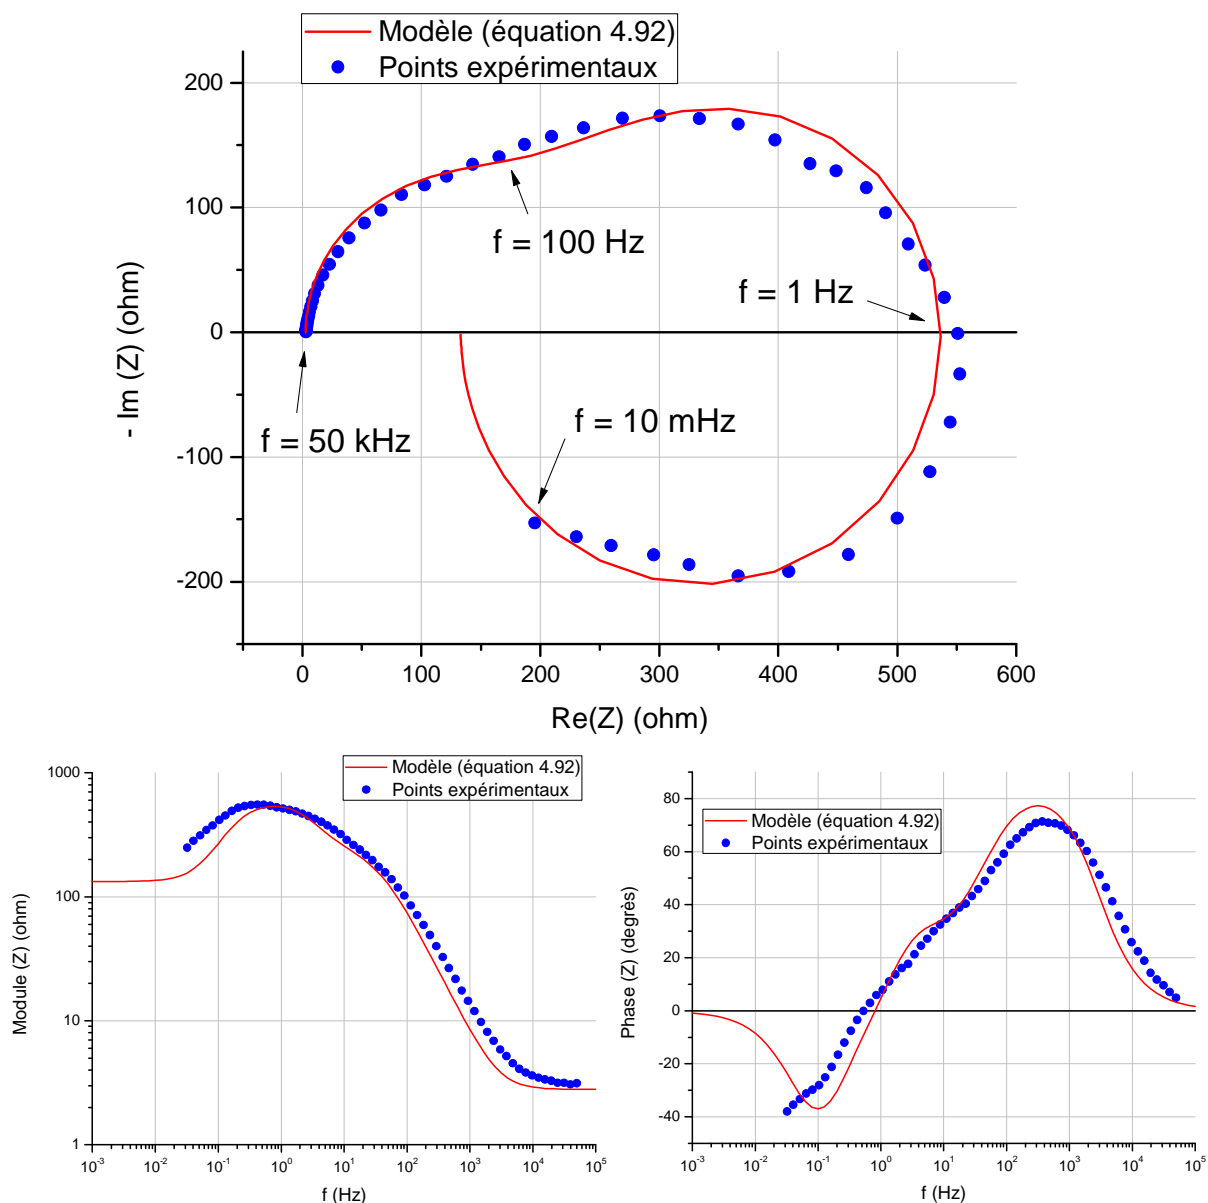 Modèle (équation 4.92)
Points expérimentaux
200
100
0
-100
-200
- Im (Z) (ohm)
f = 100 Hz
f = 1 Hz
f = 50 kHz
f = 10 mHz
0 100 200 300 400 500 600
Re(Z) (ohm)
Modèle (équation 4.92)
Points expérimentaux
1000
100
10
1
Module (Z) (ohm)
10⁻³ 10⁻² 10⁻¹ 10⁰ 10¹ 10² 10³ 10⁴ 10⁵
f (Hz)
Modèle (équation 4.92)
Points expérimentaux
80
60
40
20
0
-20
-40
Phase (Z) (degrès)
10⁻³ 10⁻² 10⁻¹ 10⁰ 10¹ 10² 10³ 10⁴ 10⁵
f (Hz)